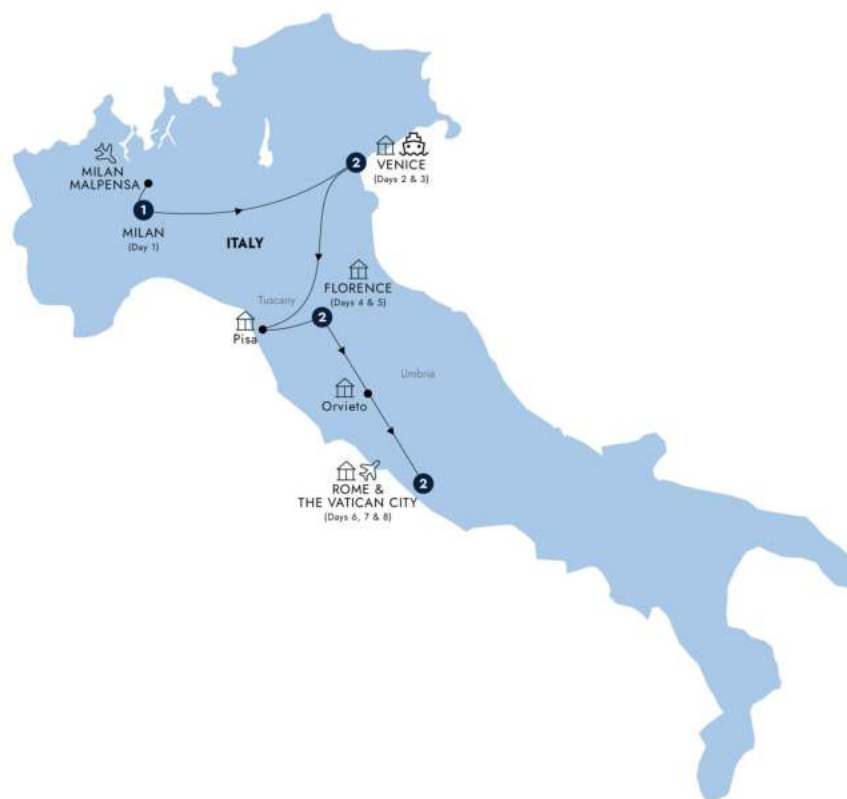 MILAN
MALPENSA
1
MILAN
(Day 1)
ITALY
2
VENICE
(Days 2 & 3)
FLORENCE
(Days 4 & 5)
2
Tuscany
Pisa
Umbria
Orvieto
ROME &
THE VATICAN CITY
(Days 6, 7 & 8)
2